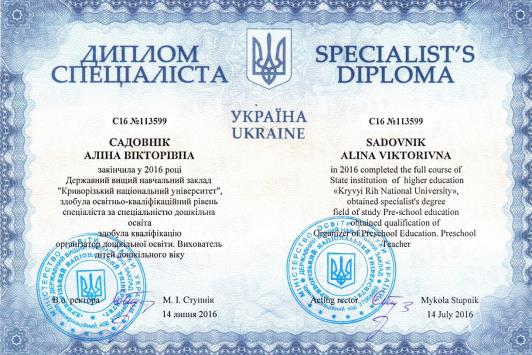 ДИПЛОМ
СПЕЦІАЛІСТА
С16 №113599
САДОВНІК
АЛІНА ВІКТОРІВНА
закінчила у 2016 році
Державний вищий навчальний заклад
"Криворізький національний університет",
здобула освітно-кваліфікаційний рівень
спеціаліста за спеціальністю дошкільна
освіта
здобула кваліфікацію
організатор дошкільної освіти. Вихователь
дітей дошкільного віку
В.о. ректора
М. І. Ступнік
14 липня 2016
УКРАЇНА
UKRAINE
SPECIALIST'S
DIPLOMA
С16 №113599
SADOVNIK
ALINA VIKTORIVNA
in 2016 completed the full course of
State institution of higher education
«Kryvyi Rih National University»,
obtained specialist's degree
field of study Pre-school education
obtained qualification of
Organizer of Preschool Education. Preschool
Teacher
Acting rector
Mykola Stupnik
14 July 2016